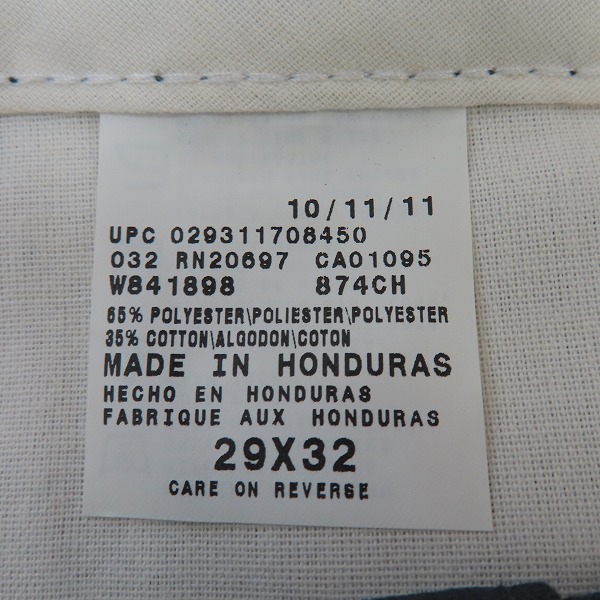 10/11/11
UPC 029311708450
032 RN20697 CA01095
W841898 874CH
65% POLYESTER\POLIESTER\POLYESTER
35% COTTON\ALGODON\COTON
MADE IN HONDURAS
HECHO EN HONDURAS
FABRIQUE AUX HONDURAS
29X32
CARE ON REVERSE